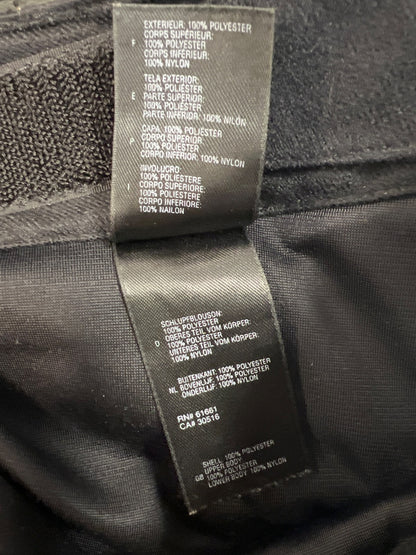 EXTERIEUR: 100% POLYESTER
CORPS SUPÉRIEUR:
F 100% POLYESTER
CORPS INFÉRIEUR:
100% NYLON
TELA EXTERIOR:
100% POLIÉSTER
E PARTE SUPERIOR:
100% POLIÉSTER
PARTE INFERIOR: 100% NILÓN
CAPA: 100% POLIÉSTER
P CORPO SUPERIOR
100% POLIÉSTER
CORPO INFERIOR: 100% NYLON
INVOLUCRO
100% POLIESTERE
I CORPO SUPERIORE:
100% POLIESTERE
CORPO INFERIORE:
100% NAILON
SCHLUPFBLOUSON:
100% POLYESTER
OBERES TEIL VOM KÖRPER:
D 100% POLYESTER
UNTERES TEIL VOM KÖRPER:
100% NYLON
BUITENKANT: 100% POLYESTER
NL BOVENLIJF: 100% POLYESTER
ONDERLIJF: 100% NYLON
RN# 61661
CA# 30516
SHELL: 100% POLYESTER
UPPER BODY
GB 100% POLYESTER
LOWER BODY: 100% NYLON